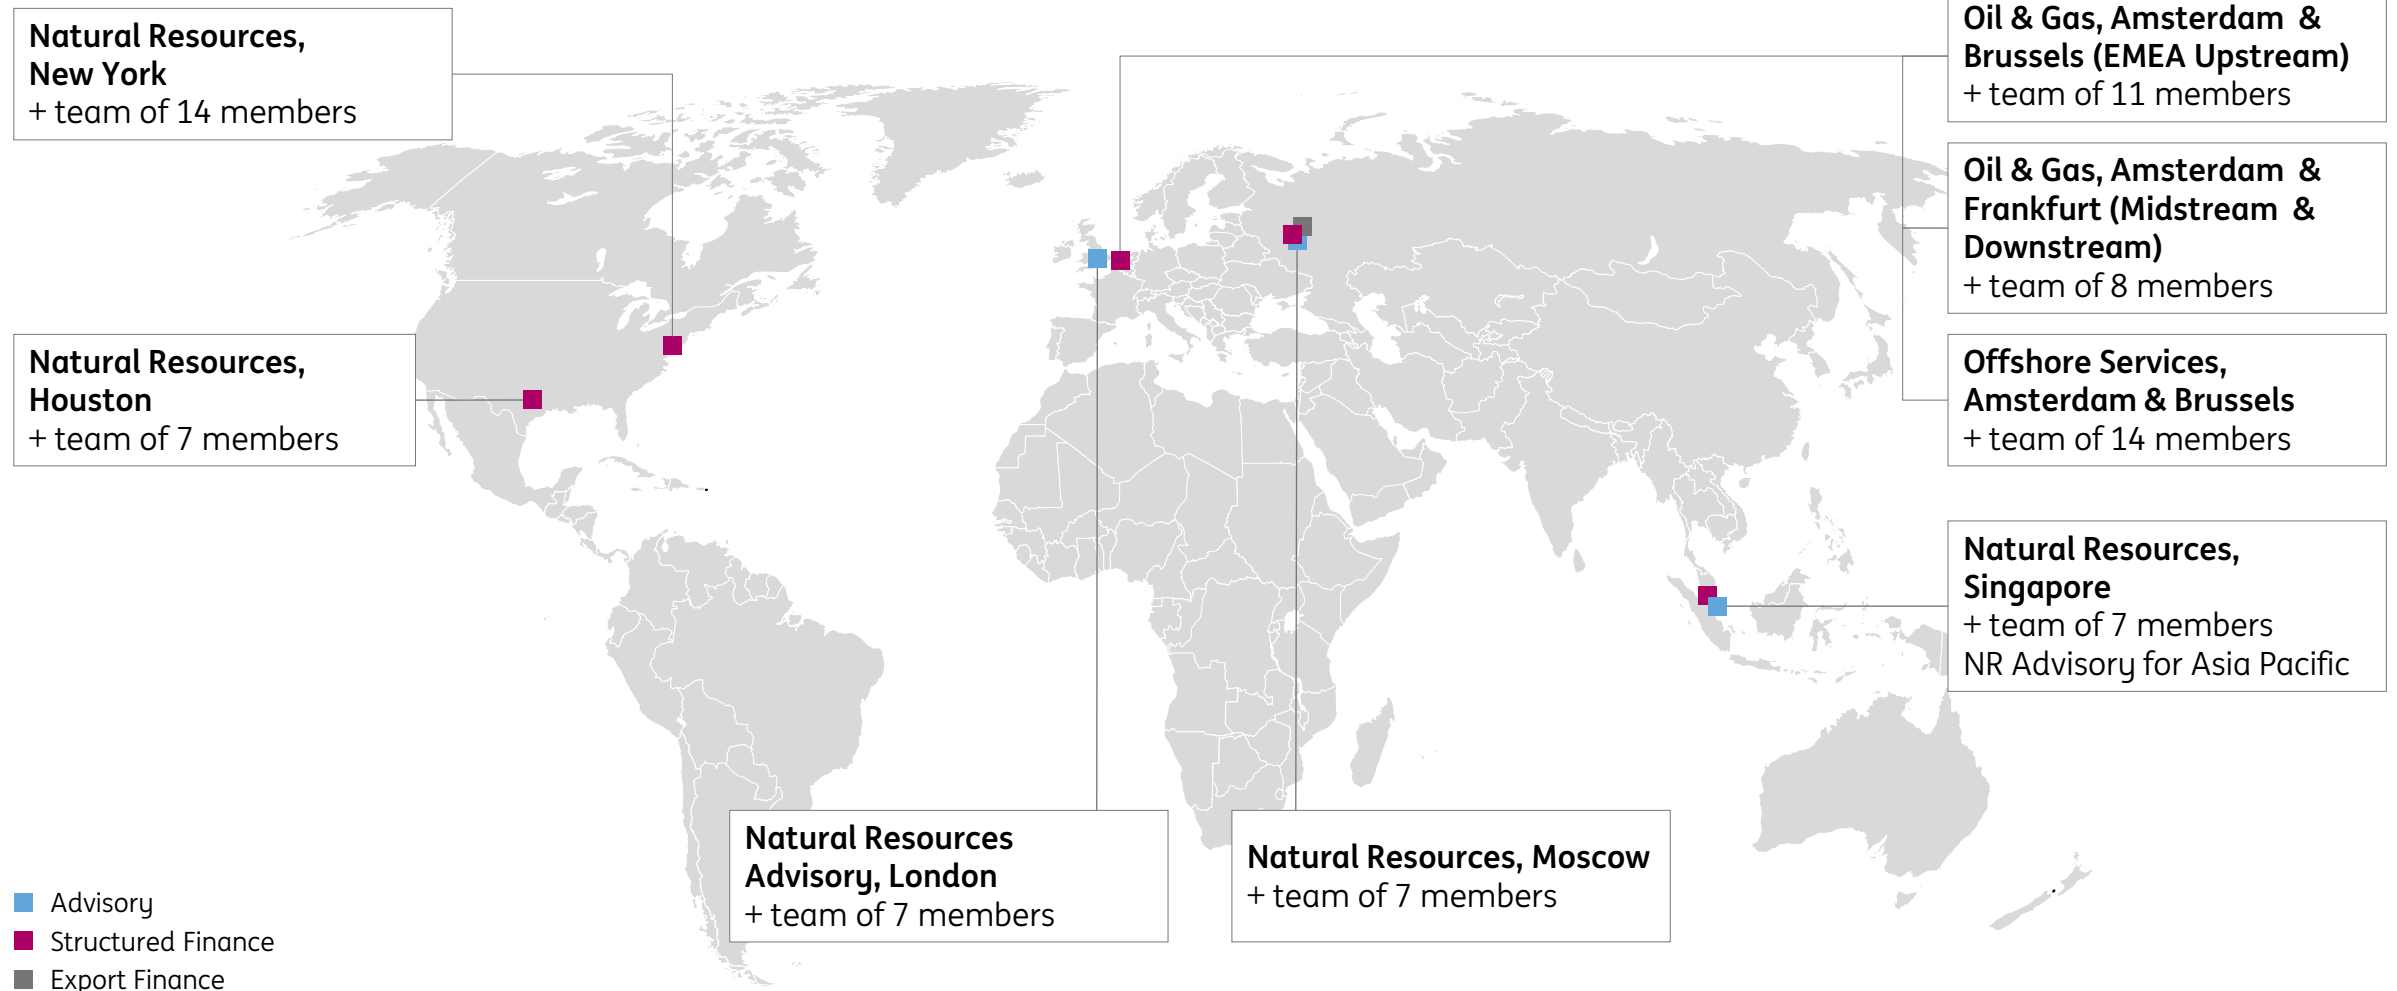 Natural Resources,
New York
+ team of 14 members
Natural Resources,
Houston
+ team of 7 members
Oil & Gas, Amsterdam &
Brussels (EMEA Upstream)
+ team of 11 members
Oil & Gas, Amsterdam &
Frankfurt (Midstream &
Downstream)
+ team of 8 members
Offshore Services,
Amsterdam & Brussels
+ team of 14 members
Natural Resources,
Singapore
+ team of 7 members
NR Advisory for Asia Pacific
Natural Resources
Advisory, London
+ team of 7 members
Natural Resources, Moscow
+ team of 7 members
Advisory
Structured Finance
Export Finance